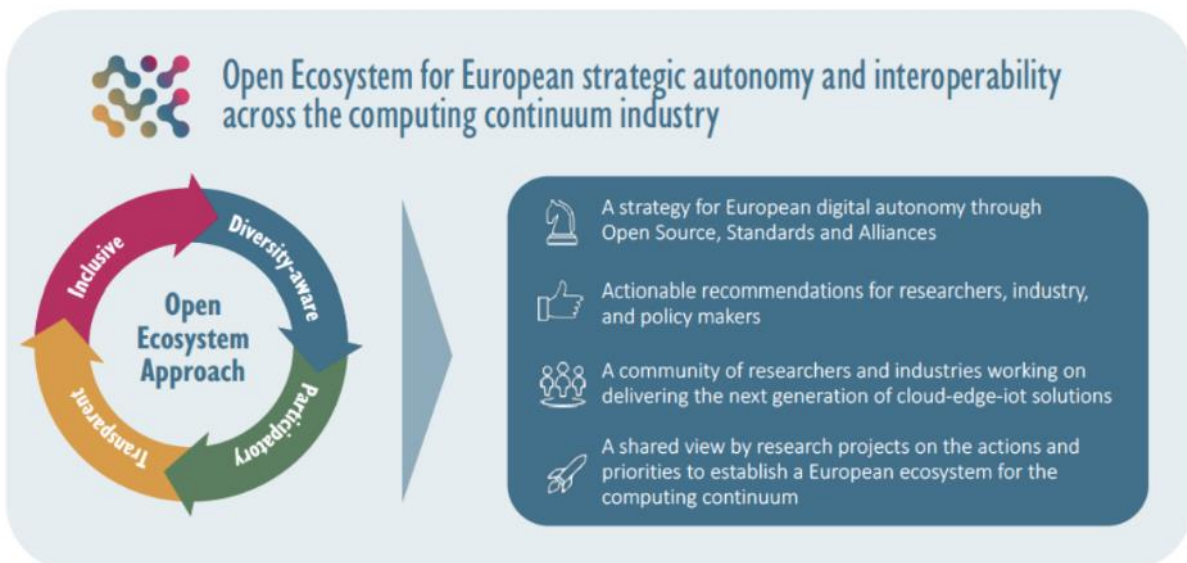 Open Ecosystem for European strategic autonomy and interoperability
across the computing continuum industry
Inclusive
Diversity-aware
Participatory
Transparent
Open
Ecosystem
Approach
A strategy for European digital autonomy through
Open Source, Standards and Alliances
Actionable recommendations for researchers, industry,
and policy makers
A community of researchers and industries working on
delivering the next generation of cloud-edge-iot solutions
A shared view by research projects on the actions and
priorities to establish a European ecosystem for the
computing continuum